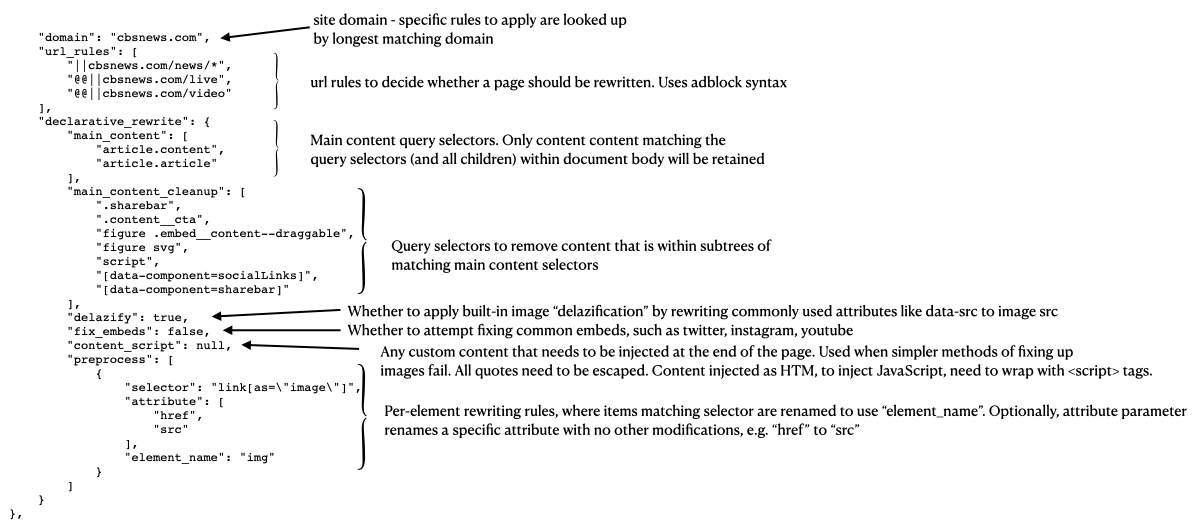 site domain - specific rules to apply are looked up
"domain": "cbsnews.com",
by longest matching domain
"url_rules": [
"||cbsnews.com/news/*",
"@@||cbsnews.com/live",
url rules to decide whether a page should be rewritten. Uses adblock syntax
"@@||cbsnews.com/video"
],
"declarative_rewrite": {
"main_content": [
Main content query selectors. Only content content matching the
"article.content",
"article.article"
query selectors (and all children) within document body will be retained
],
"main_content_cleanup": [
".sharebar",
".content__cta",
"figure .embed__content--draggable",
"figure svg",
Query selectors to remove content that is within subtrees of
"script",
matching main content selectors
"[data-component=socialLinks]",
"[data-component=sharebar]"
],
"delazify": true,
Whether to apply built-in image “delazification” by rewriting commonly used attributes like data-src to image src
"fix_embeds": false,
Whether to attempt fixing common embeds, such as twitter, instagram, youtube
"content_script": null,
Any custom content that needs to be injected at the end of the page. Used when simpler methods of fixing up
images fail. All quotes need to be escaped. Content injected as HTM, to inject JavaScript, need to wrap with <script> tags.
"preprocess": [
{
"selector": "link[as=\"image\"]",
"attribute": [
"href",
"src"
Per-element rewriting rules, where items matching selector are renamed to use “element_name”. Optionally, attribute parameter
renames a specific attribute with no other modifications, e.g. “href” to “src”
],
"element_name": "img"
}
]
}
},